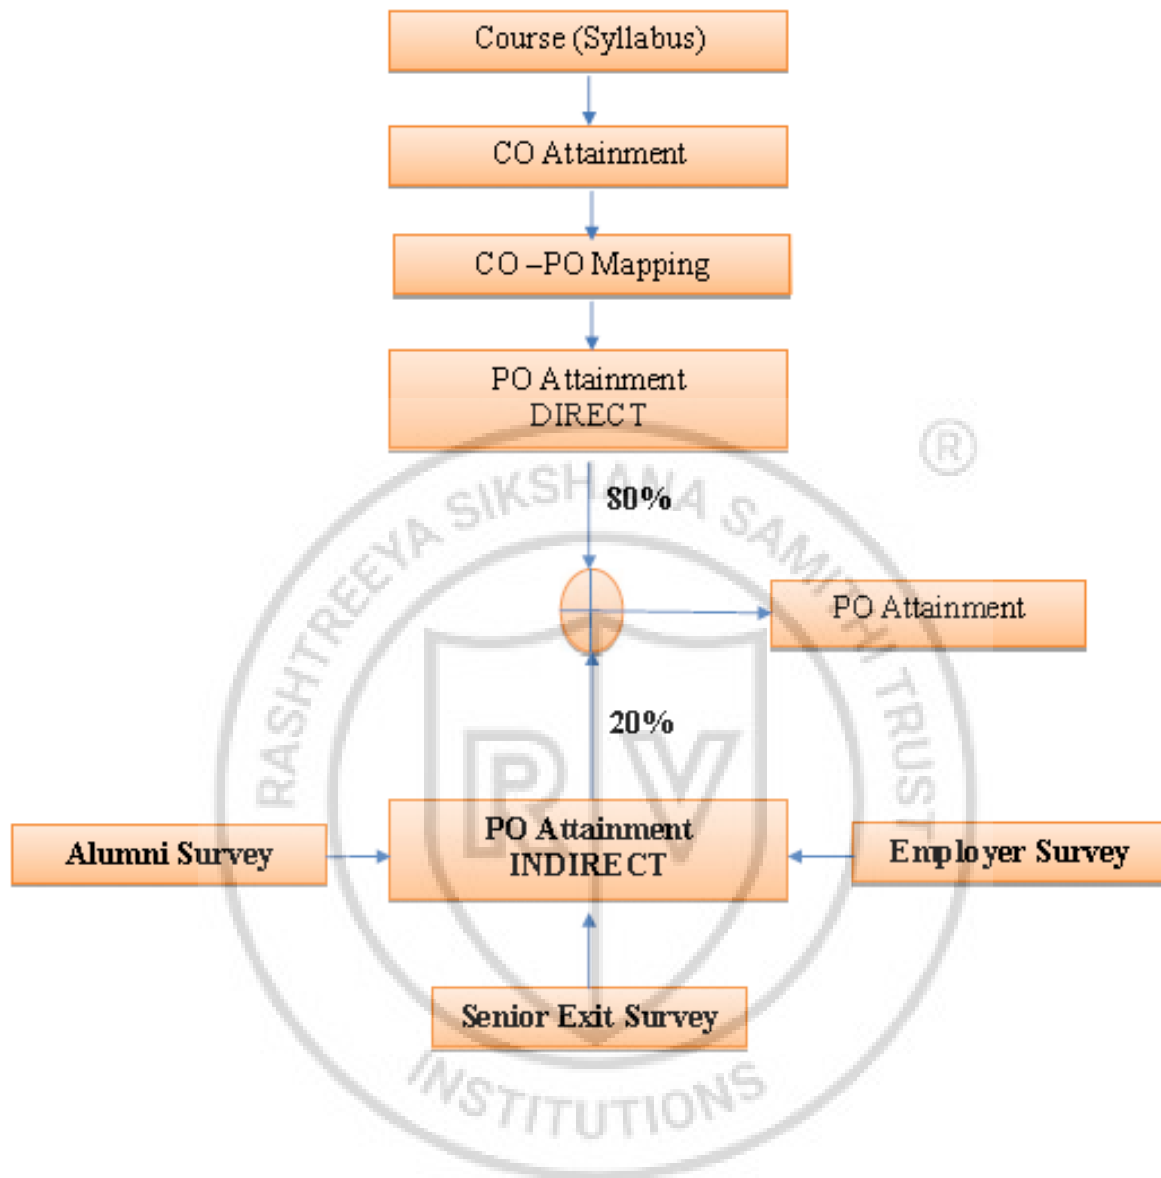 Course (Syllabus)
CO Attainment
CO –PO Mapping
PO Attainment
DIRECT
80%
PO Attainment
20%
Alumni Survey
PO Attainment
INDIRECT
Employer Survey
Senior Exit Survey
RASHTREEYA SIKSHANA SAMITHI TRUST
®
RV
INSTITUTIONS